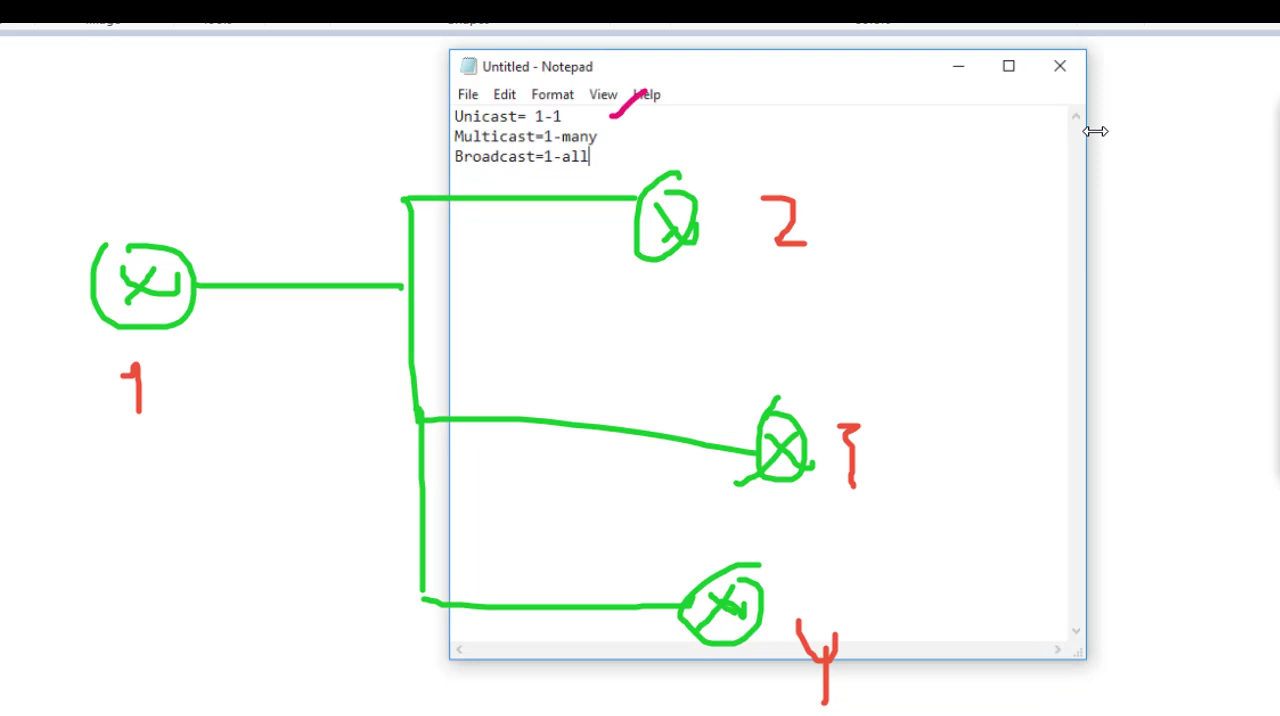 Untitled - Notepad
File Edit Format View Help
Unicast= 1-1
Multicast=1-many
Broadcast=1-all
2
1
3
4